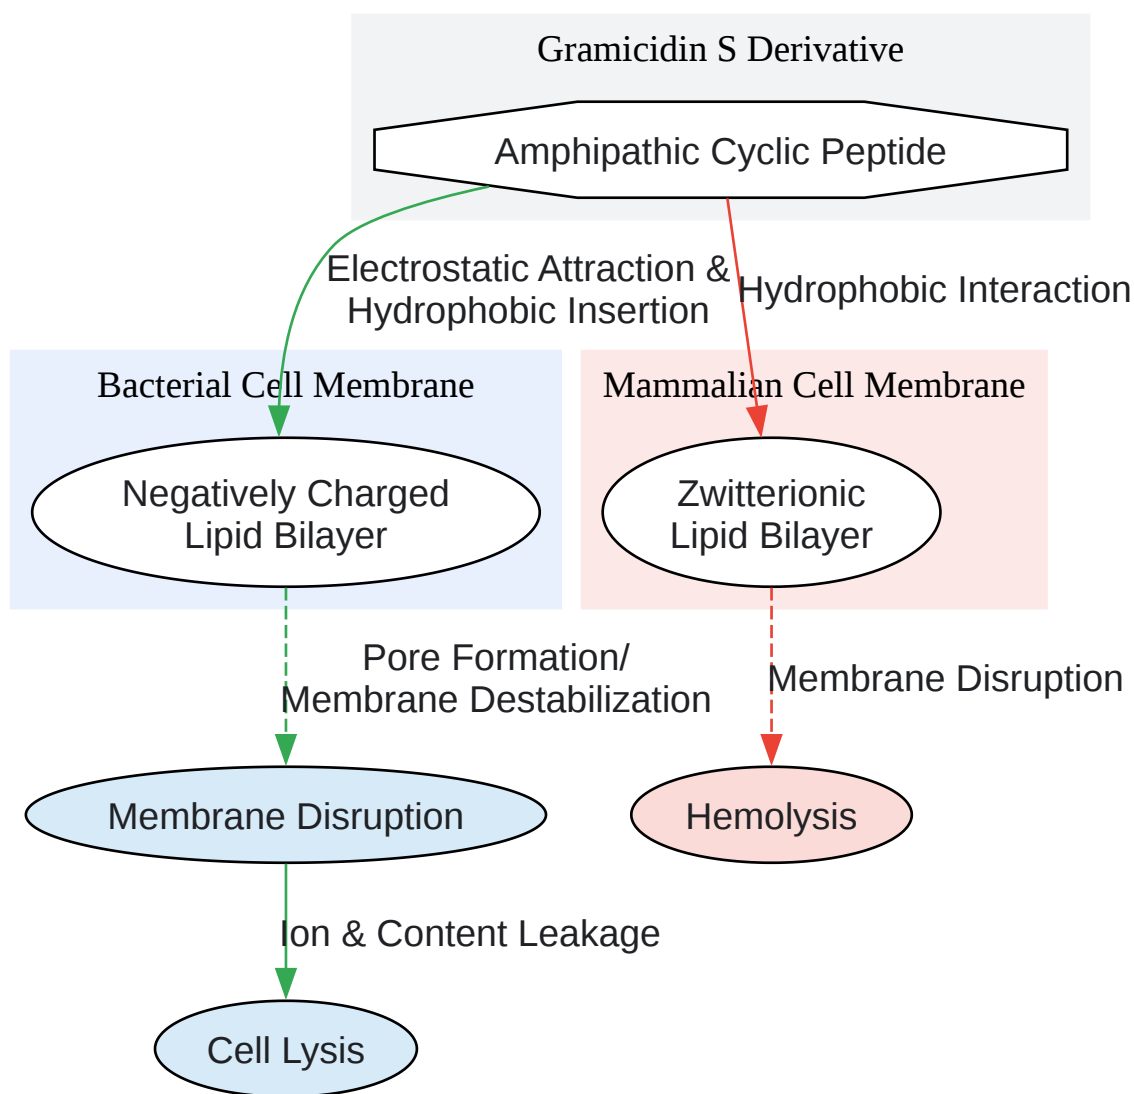 Gramicidin S Derivative
Amphipathic Cyclic Peptide
Electrostatic Attraction &
Hydrophobic Insertion
Hydrophobic Interaction
Bacterial Cell Membrane
Mammalian Cell Membrane
Negatively Charged
Lipid Bilayer
Zwitterionic
Lipid Bilayer
Pore Formation/
Membrane Destabilization
Membrane Disruption
Membrane Disruption
Hemolysis
Ion & Content Leakage
Cell Lysis